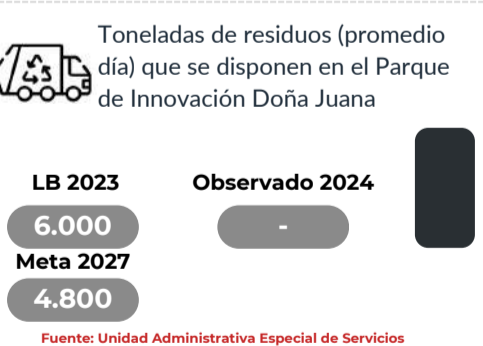 Toneladas de residuos (promedio
día) que se disponen en el Parque
de Innovación Doña Juana
LB 2023
Observado 2024
6.000
-
Meta 2027
4.800
Fuente: Unidad Administrativa Especial de Servicios